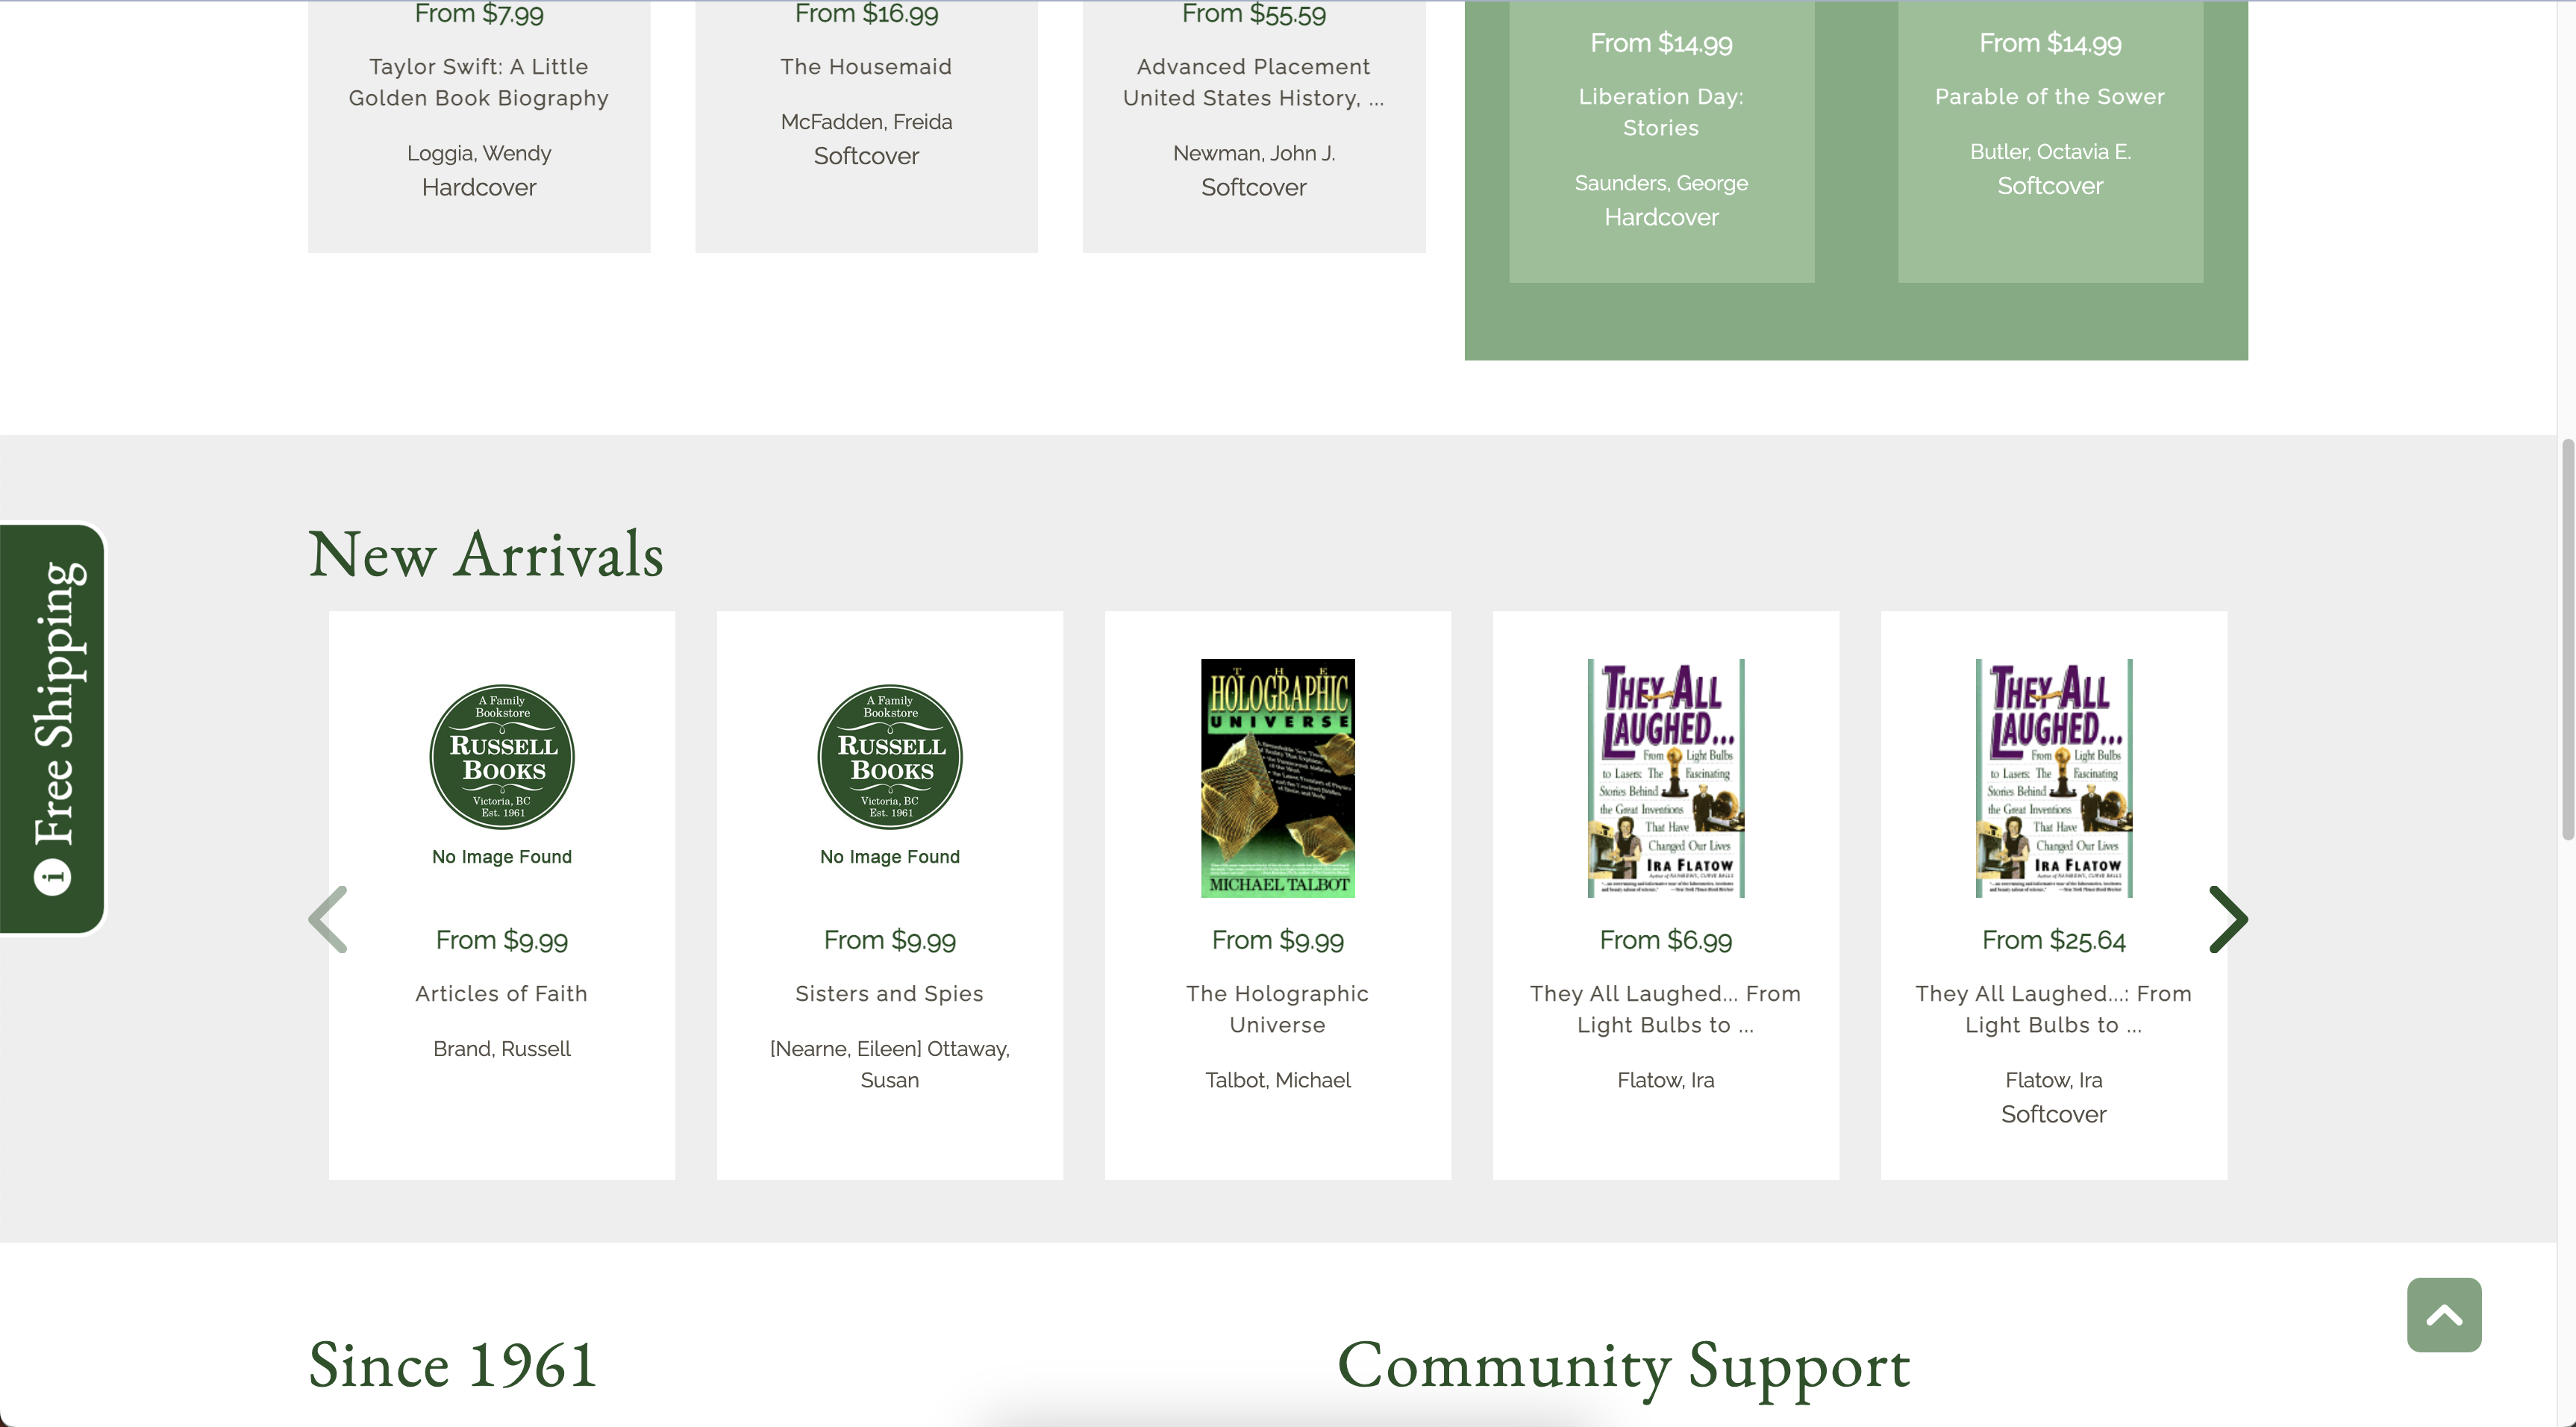 From $7.99
Taylor Swift: A Little
Golden Book Biography
Loggia, Wendy
Hardcover
From $16.99
The Housemaid
McFadden, Freida
Softcover
From $55.59
Advanced Placement
United States History, ...
Newman, John J.
Softcover
From $14.99
Liberation Day:
Stories
Saunders, George
Hardcover
From $14.99
Parable of the Sower
Butler, Octavia E.
Softcover
i Free Shipping
New Arrivals
A Family
Bookstore
RUSSELL
BOOKS
Victoria, BC
Est. 1961
No Image Found
From $9.99
Articles of Faith
Brand, Russell
A Family
Bookstore
RUSSELL
BOOKS
Victoria, BC
Est. 1961
No Image Found
From $9.99
Sisters and Spies
[Nearne, Eileen] Ottaway,
Susan
THE
HOLOGRAPHIC
UNIVERSE
MICHAEL TALBOT
From $9.99
The Holographic
Universe
Talbot, Michael
THEY ALL
LAUGHED...
From Light Bulbs
to Lasers: The Fascinating
Stories Behind
the Great Inventions
That Have
Changed Our Lives
IRA FLATOW
From $6.99
They All Laughed... From
Light Bulbs to ...
Flatow, Ira
THEY ALL
LAUGHED...
From Light Bulbs
to Lasers: The Fascinating
Stories Behind
the Great Inventions
That Have
Changed Our Lives
IRA FLATOW
From $25.64
They All Laughed...: From
Light Bulbs to ...
Flatow, Ira
Softcover
Since 1961
Community Support